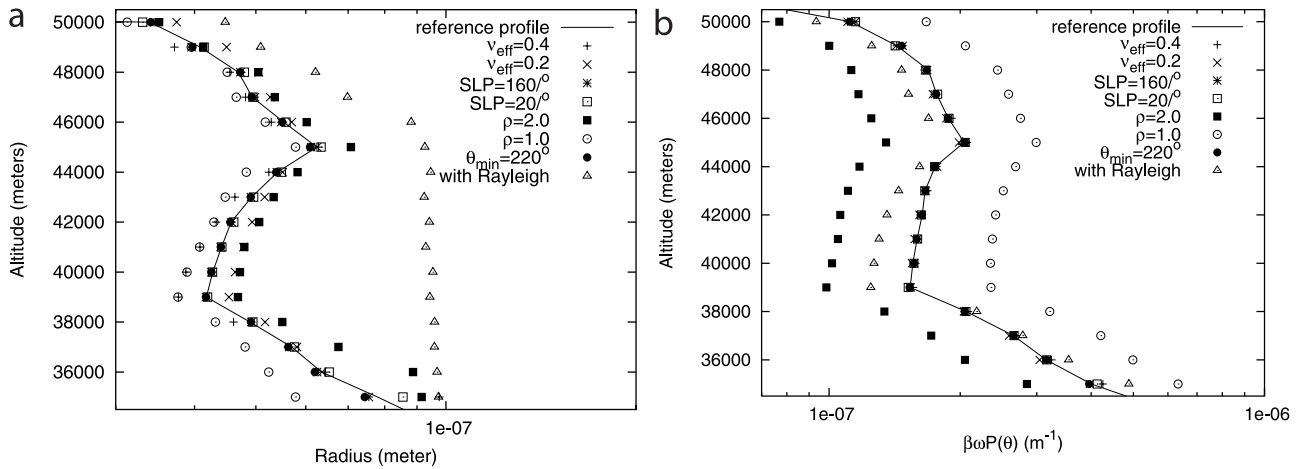 a
50000
48000
46000
44000
42000
40000
38000
36000
Altitude (meters)
reference profile
νeff=0.4
νeff=0.2
SLP=160/°
SLP=20/°
ρ=2.0
ρ=1.0
θmin=220°
with Rayleigh
1e-07
Radius (meter)
b
50000
48000
46000
44000
42000
40000
38000
36000
Altitude (meters)
reference profile
νeff=0.4
νeff=0.2
SLP=160/°
SLP=20/°
ρ=2.0
ρ=1.0
θmin=220°
with Rayleigh
1e-07 1e-06
βωP(θ) (m⁻¹)